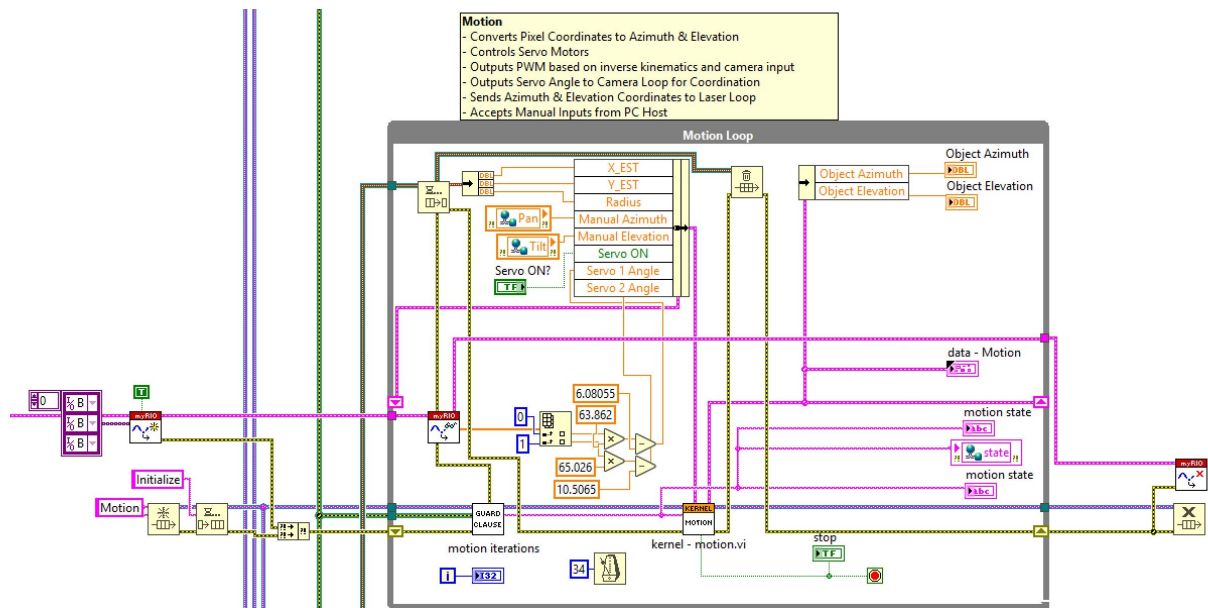 Motion
- Converts Pixel Coordinates to Azimuth & Elevation
- Controls Servo Motors
- Outputs PWM based on inverse kinematics and camera input
- Outputs Servo Angle to Camera Loop for Coordination
- Sends Azimuth & Elevation Coordinates to Laser Loop
- Accepts Manual Inputs from PC Host
Motion Loop
Object Azimuth
DBL
Object Elevation
DBL
Object Azimuth
Object Elevation
DBL
DBL
DBL
X_EST
Y_EST
Radius
Manual Azimuth
Manual Elevation
Servo ON
Servo 1 Angle
Servo 2 Angle
Pan
Tilt
Servo ON?
TF
data - Motion
0
I/O B
I/O B
I/O B
T
myRIO
myRIO
6.08055
63.862
0
1
65.026
10.5065
motion state
abc
state
motion state
abc
myRIO
Initialize
Motion
GUARD
CLAUSE
motion iterations
KERNEL
MOTION
kernel - motion.vi
stop
TF
i
I32
34